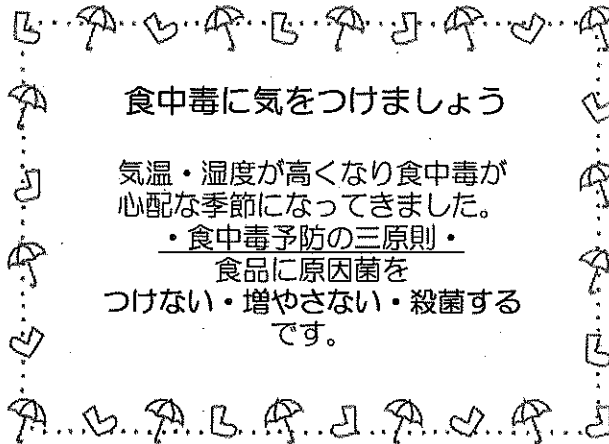 食中毒に気をつけましょう
気温・湿度が高くなり食中毒が
心配な季節になってきました。
・食中毒予防の三原則・
食品に原因菌を
つけない・増やさない・殺菌する
です。